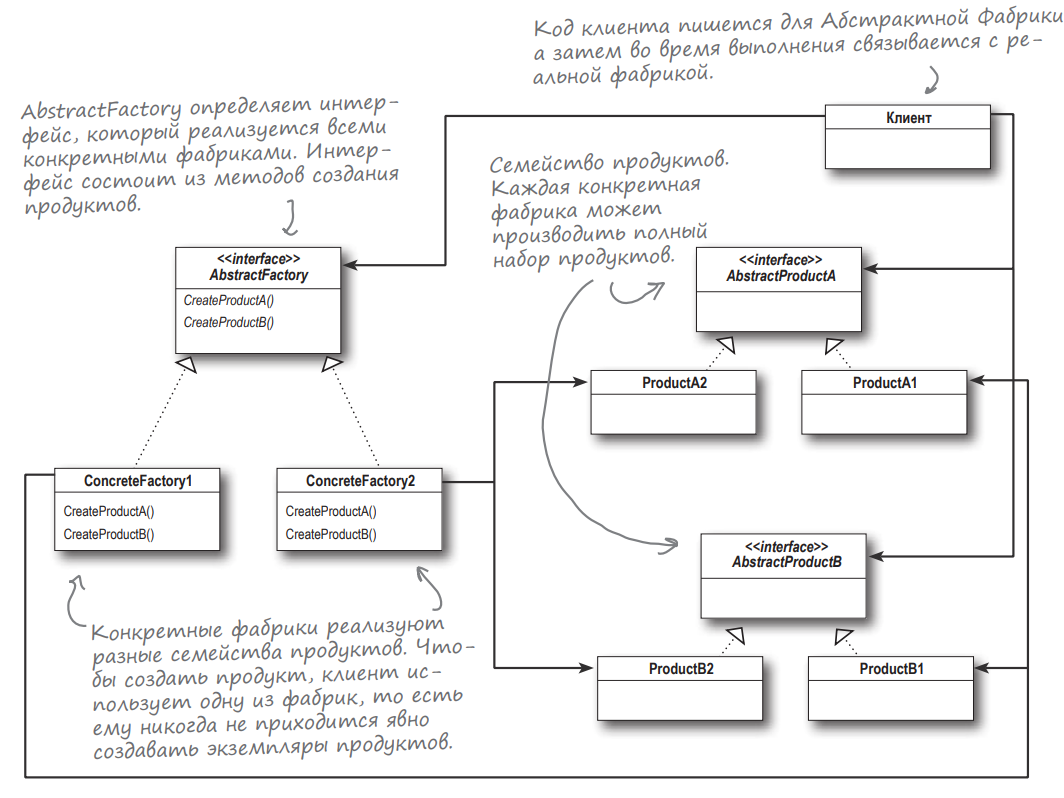 Код клиента пишется для Абстрактной Фабрики
а затем во время выполнения связывается с ре-
альной фабрикой.
AbstractFactory определяет интер-
фейс, который реализуется всеми
конкретными фабриками. Интер-
фейс состоит из методов создания
продуктов.
Клиент
Семейство продуктов.
Каждая конкретная
фабрика может
производить полный
набор продуктов.
<<interface>>
AbstractFactory
CreateProductA()
CreateProductB()
<<interface>>
AbstractProductA
ProductA2
ProductA1
ConcreteFactory1
CreateProductA()
CreateProductB()
ConcreteFactory2
CreateProductA()
CreateProductB()
<<interface>>
AbstractProductB
Конкретные фабрики реализуют
разные семейства продуктов. Что-
бы создать продукт, клиент ис-
пользует одну из фабрик, то есть
ему никогда не приходится явно
создавать экземпляры продуктов.
ProductB2
ProductB1